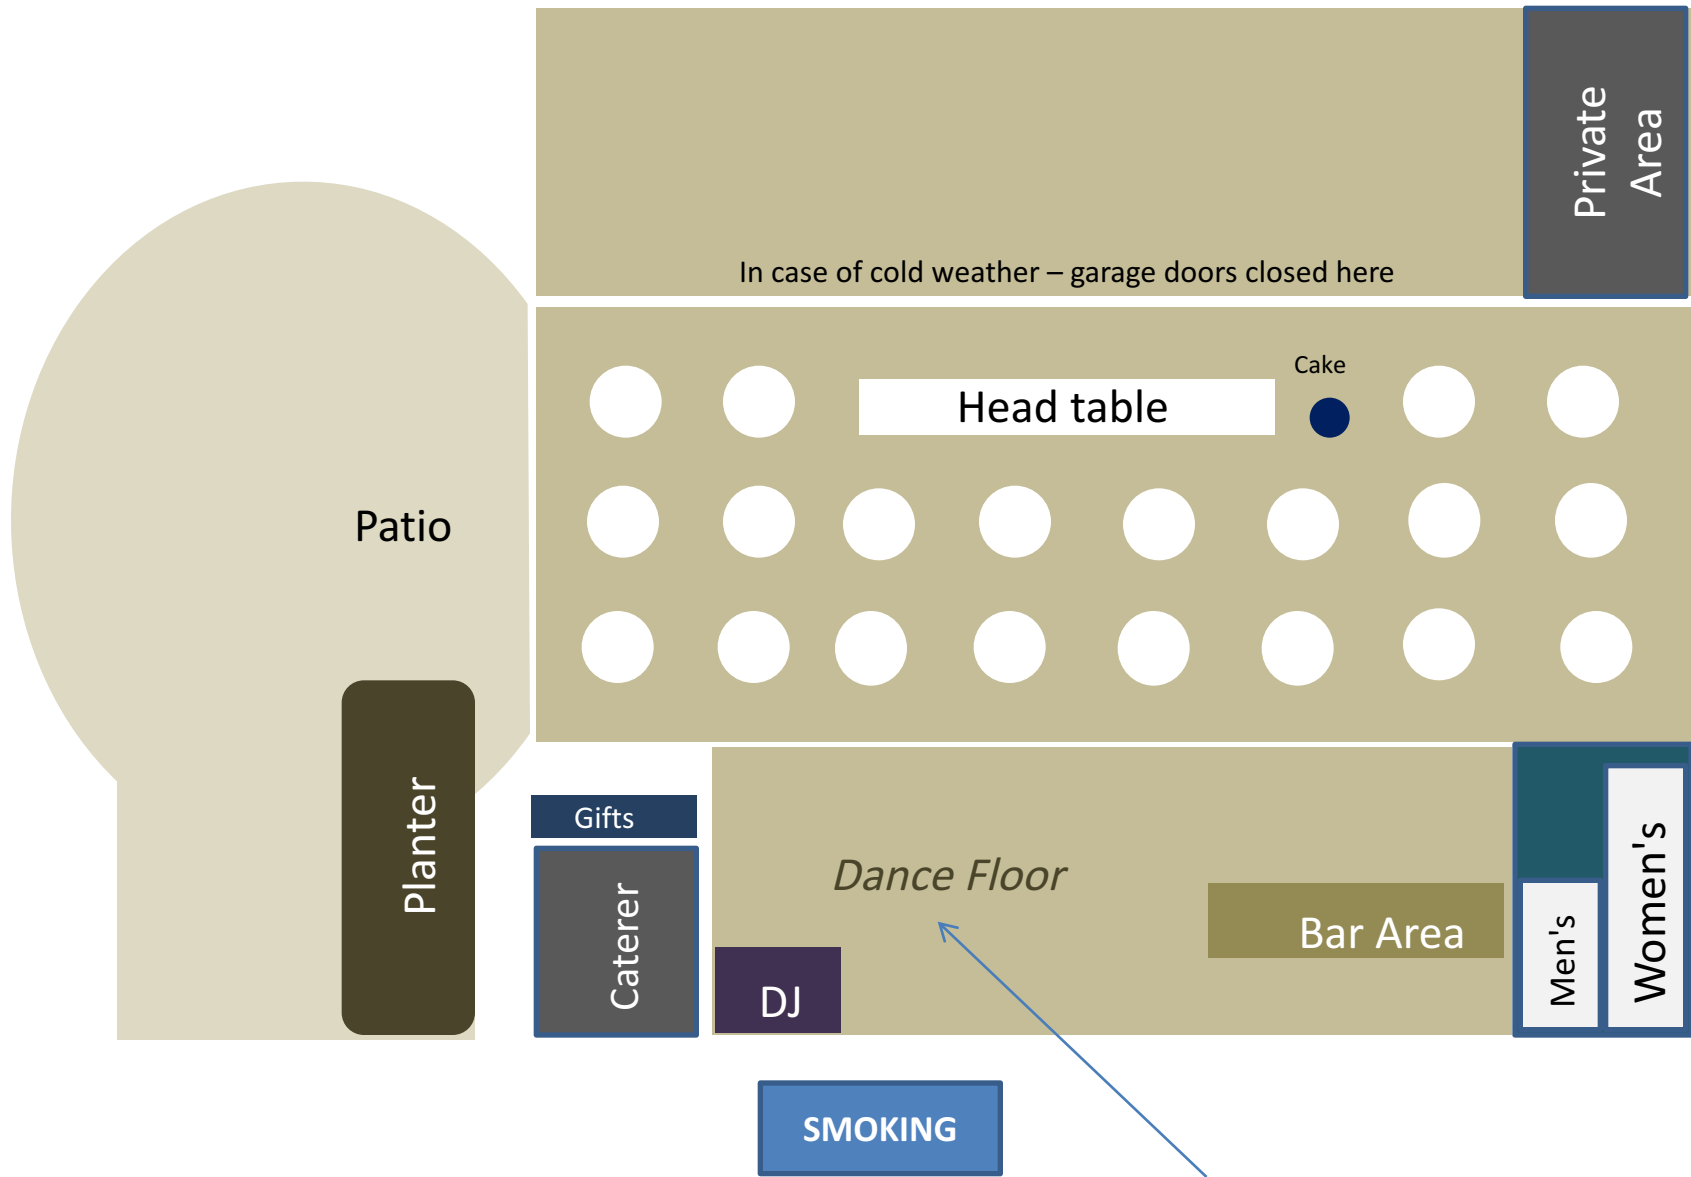 Private
Area
In case of cold weather – garage doors closed here
Cake
Head table
Patio
Gifts
Planter
Caterer
Dance Floor
DJ
Bar Area
Men's
Women's
SMOKING